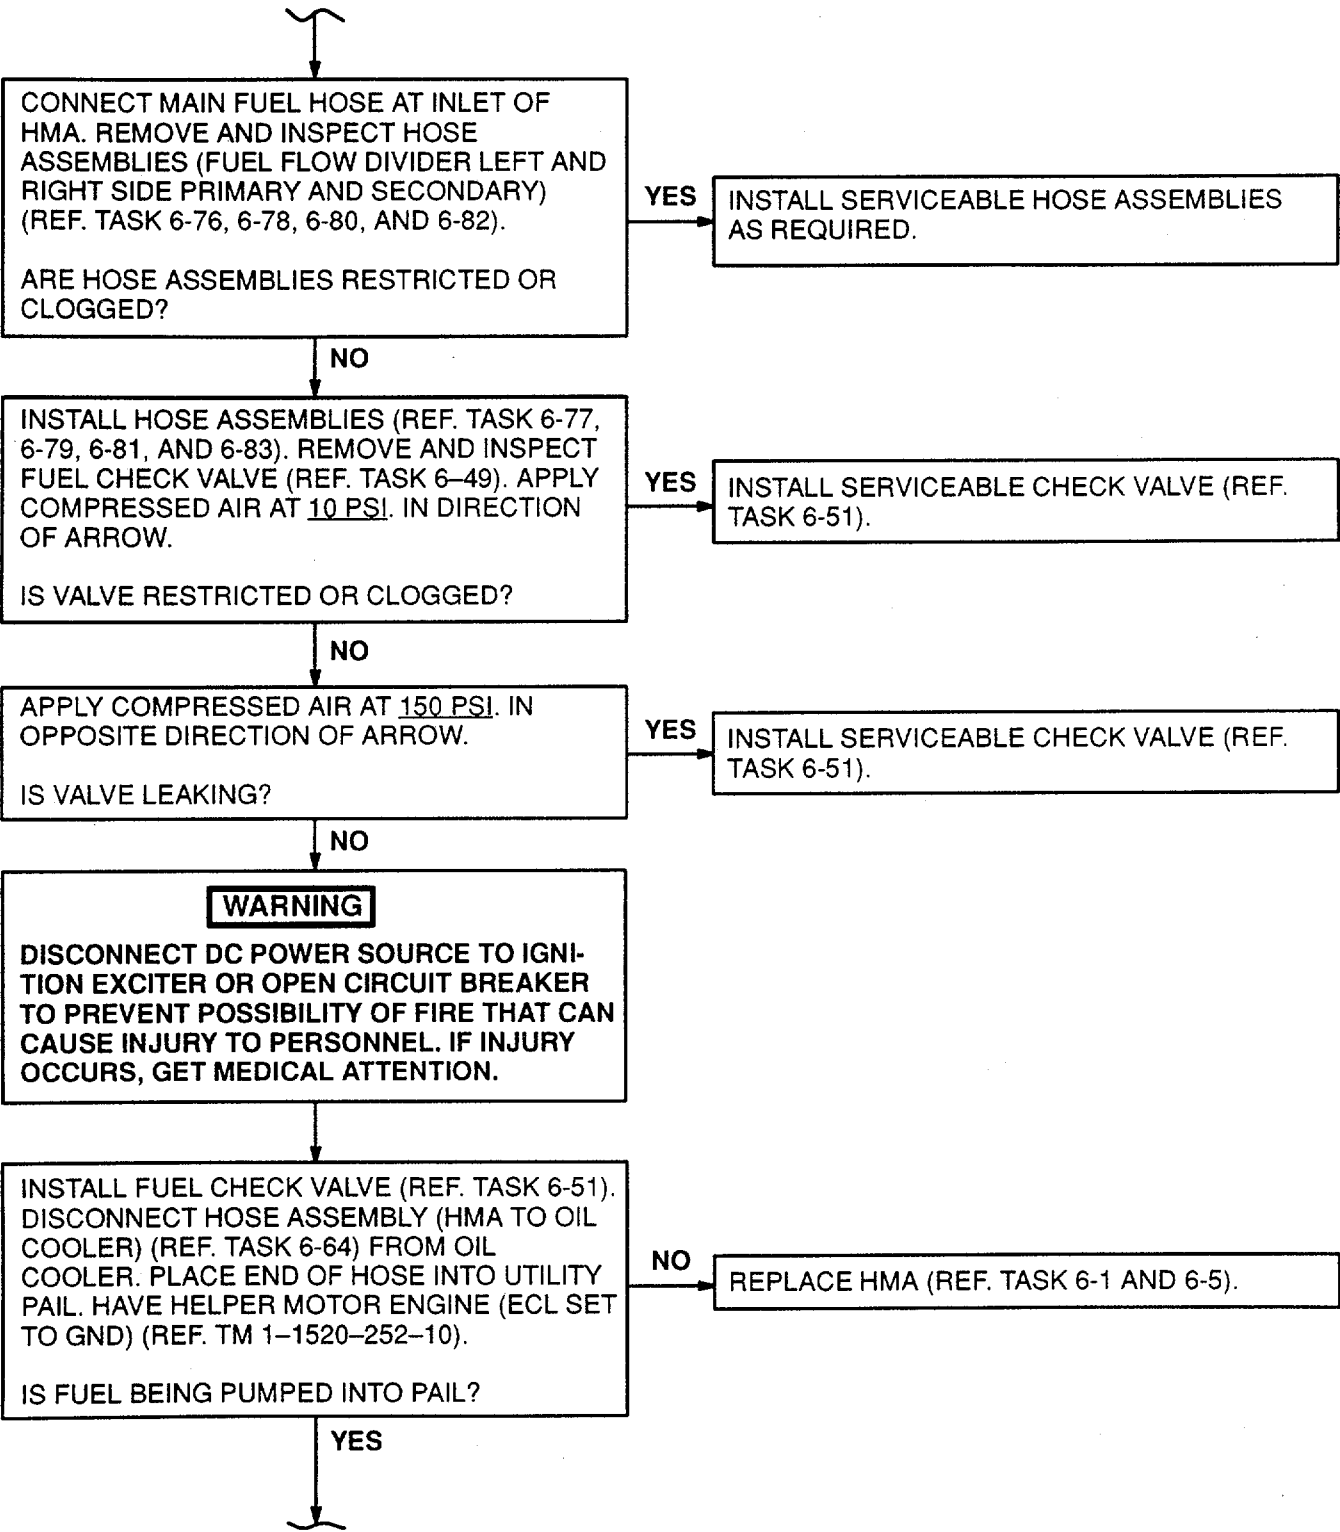 CONNECT MAIN FUEL HOSE AT INLET OF
HMA. REMOVE AND INSPECT HOSE
ASSEMBLIES (FUEL FLOW DIVIDER LEFT AND
RIGHT SIDE PRIMARY AND SECONDARY)
(REF. TASK 6-76, 6-78, 6-80, AND 6-82).
ARE HOSE ASSEMBLIES RESTRICTED OR
CLOGGED?
YES
INSTALL SERVICEABLE HOSE ASSEMBLIES
AS REQUIRED.
NO
INSTALL HOSE ASSEMBLIES (REF. TASK 6-77,
6-79, 6-81, AND 6-83). REMOVE AND INSPECT
FUEL CHECK VALVE (REF. TASK 6–49). APPLY
COMPRESSED AIR AT 10 PSI. IN DIRECTION
OF ARROW.
IS VALVE RESTRICTED OR CLOGGED?
YES
INSTALL SERVICEABLE CHECK VALVE (REF.
TASK 6-51).
NO
APPLY COMPRESSED AIR AT 150 PSI. IN
OPPOSITE DIRECTION OF ARROW.
IS VALVE LEAKING?
YES
INSTALL SERVICEABLE CHECK VALVE (REF.
TASK 6-51).
NO
WARNING
DISCONNECT DC POWER SOURCE TO IGNI-
TION EXCITER OR OPEN CIRCUIT BREAKER
TO PREVENT POSSIBILITY OF FIRE THAT CAN
CAUSE INJURY TO PERSONNEL. IF INJURY
OCCURS, GET MEDICAL ATTENTION.
INSTALL FUEL CHECK VALVE (REF. TASK 6-51).
DISCONNECT HOSE ASSEMBLY (HMA TO OIL
COOLER) (REF. TASK 6-64) FROM OIL
COOLER. PLACE END OF HOSE INTO UTILITY
PAIL. HAVE HELPER MOTOR ENGINE (ECL SET
TO GND) (REF. TM 1–1520–252–10).
IS FUEL BEING PUMPED INTO PAIL?
NO
REPLACE HMA (REF. TASK 6-1 AND 6-5).
YES